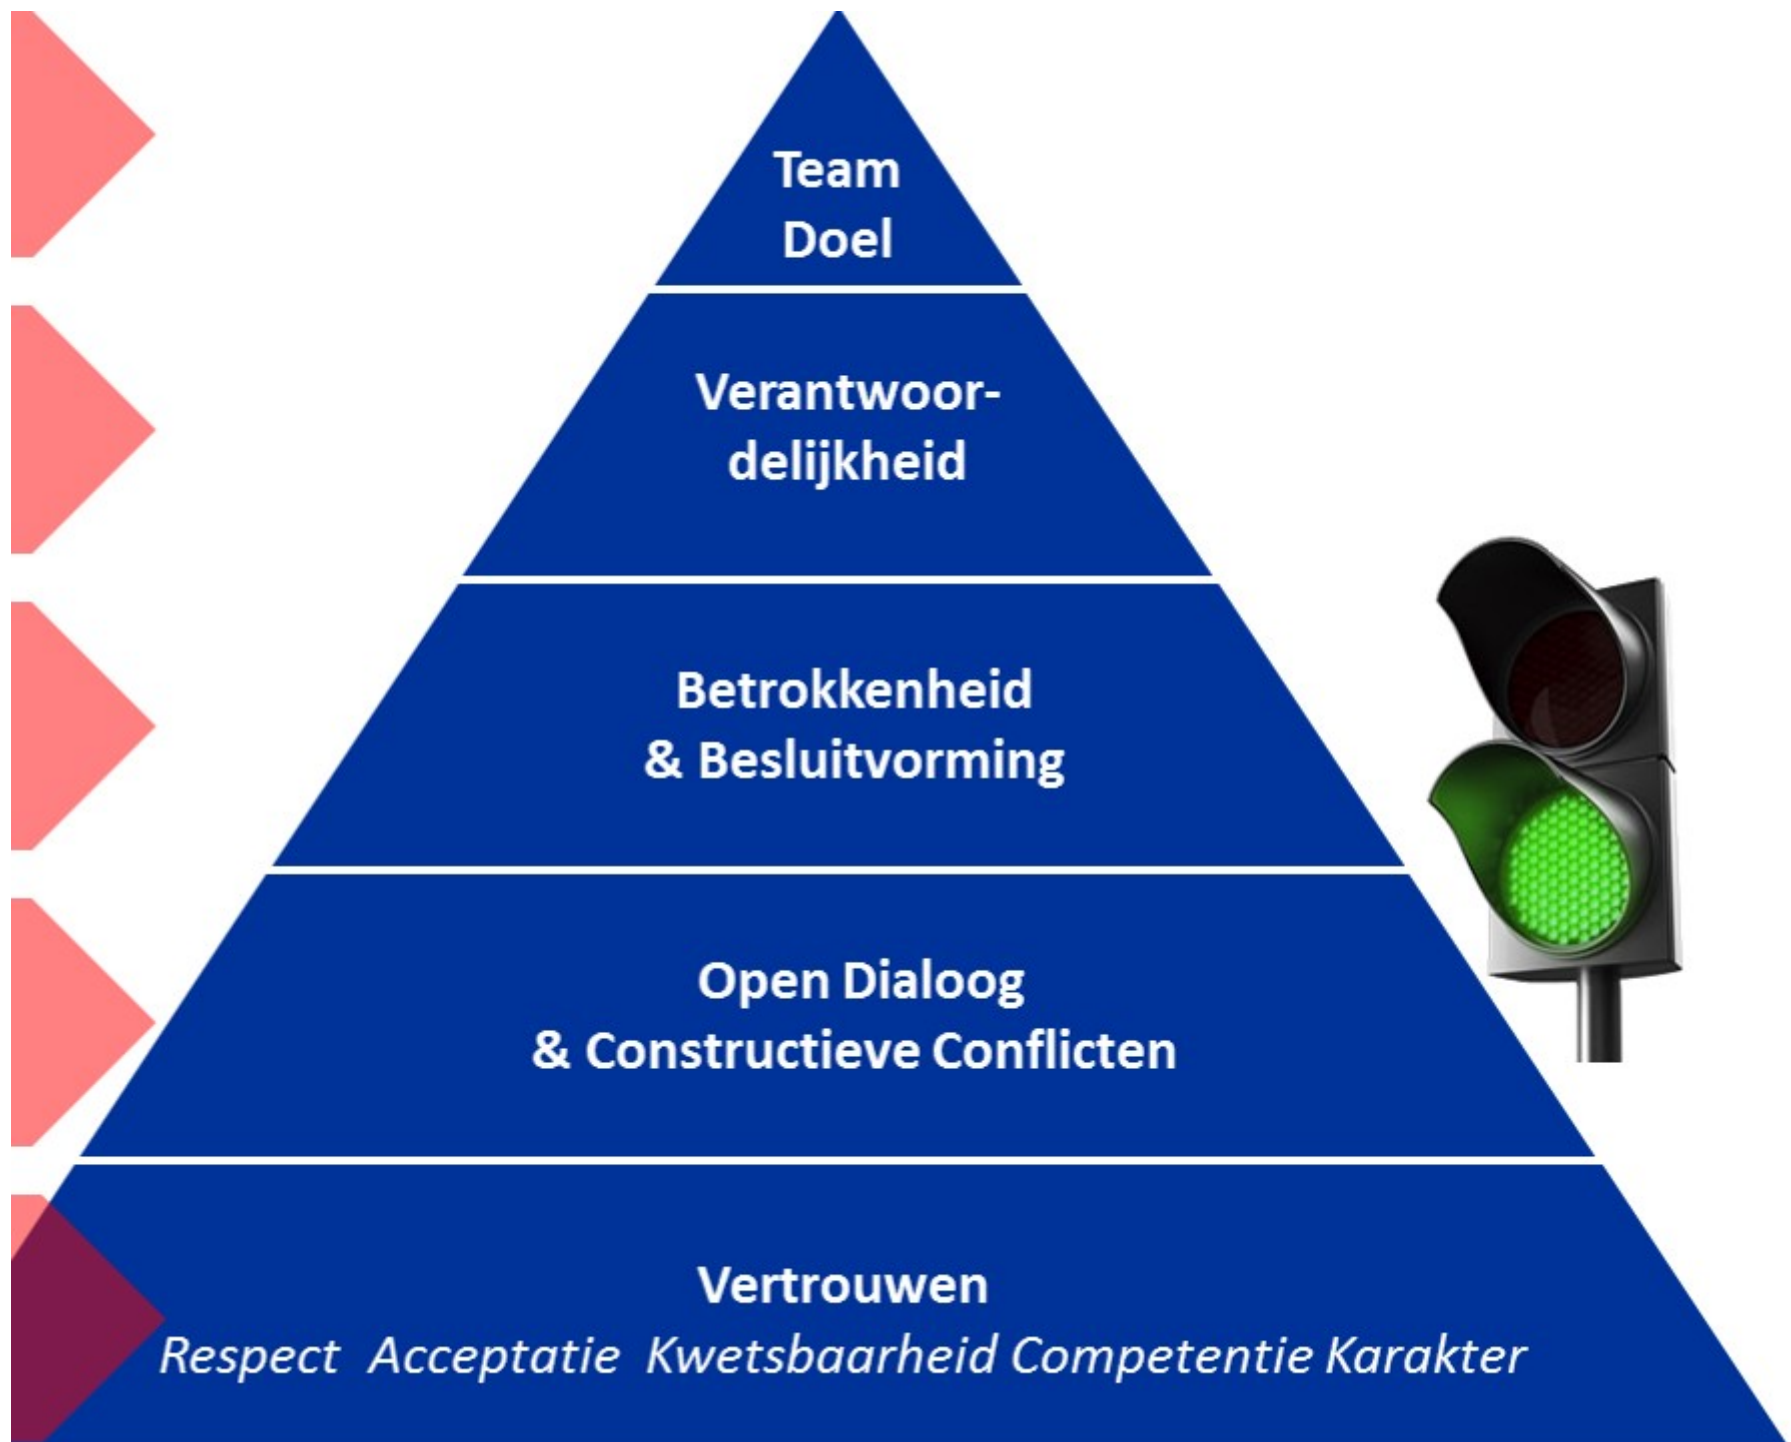 Team
Doel
Verantwoor-
delijkheid
Betrokkenheid
& Besluitvorming
Open Dialoog
& Constructieve Conflicten
Vertrouwen
Respect Acceptatie Kwetsbaarheid Competentie Karakter